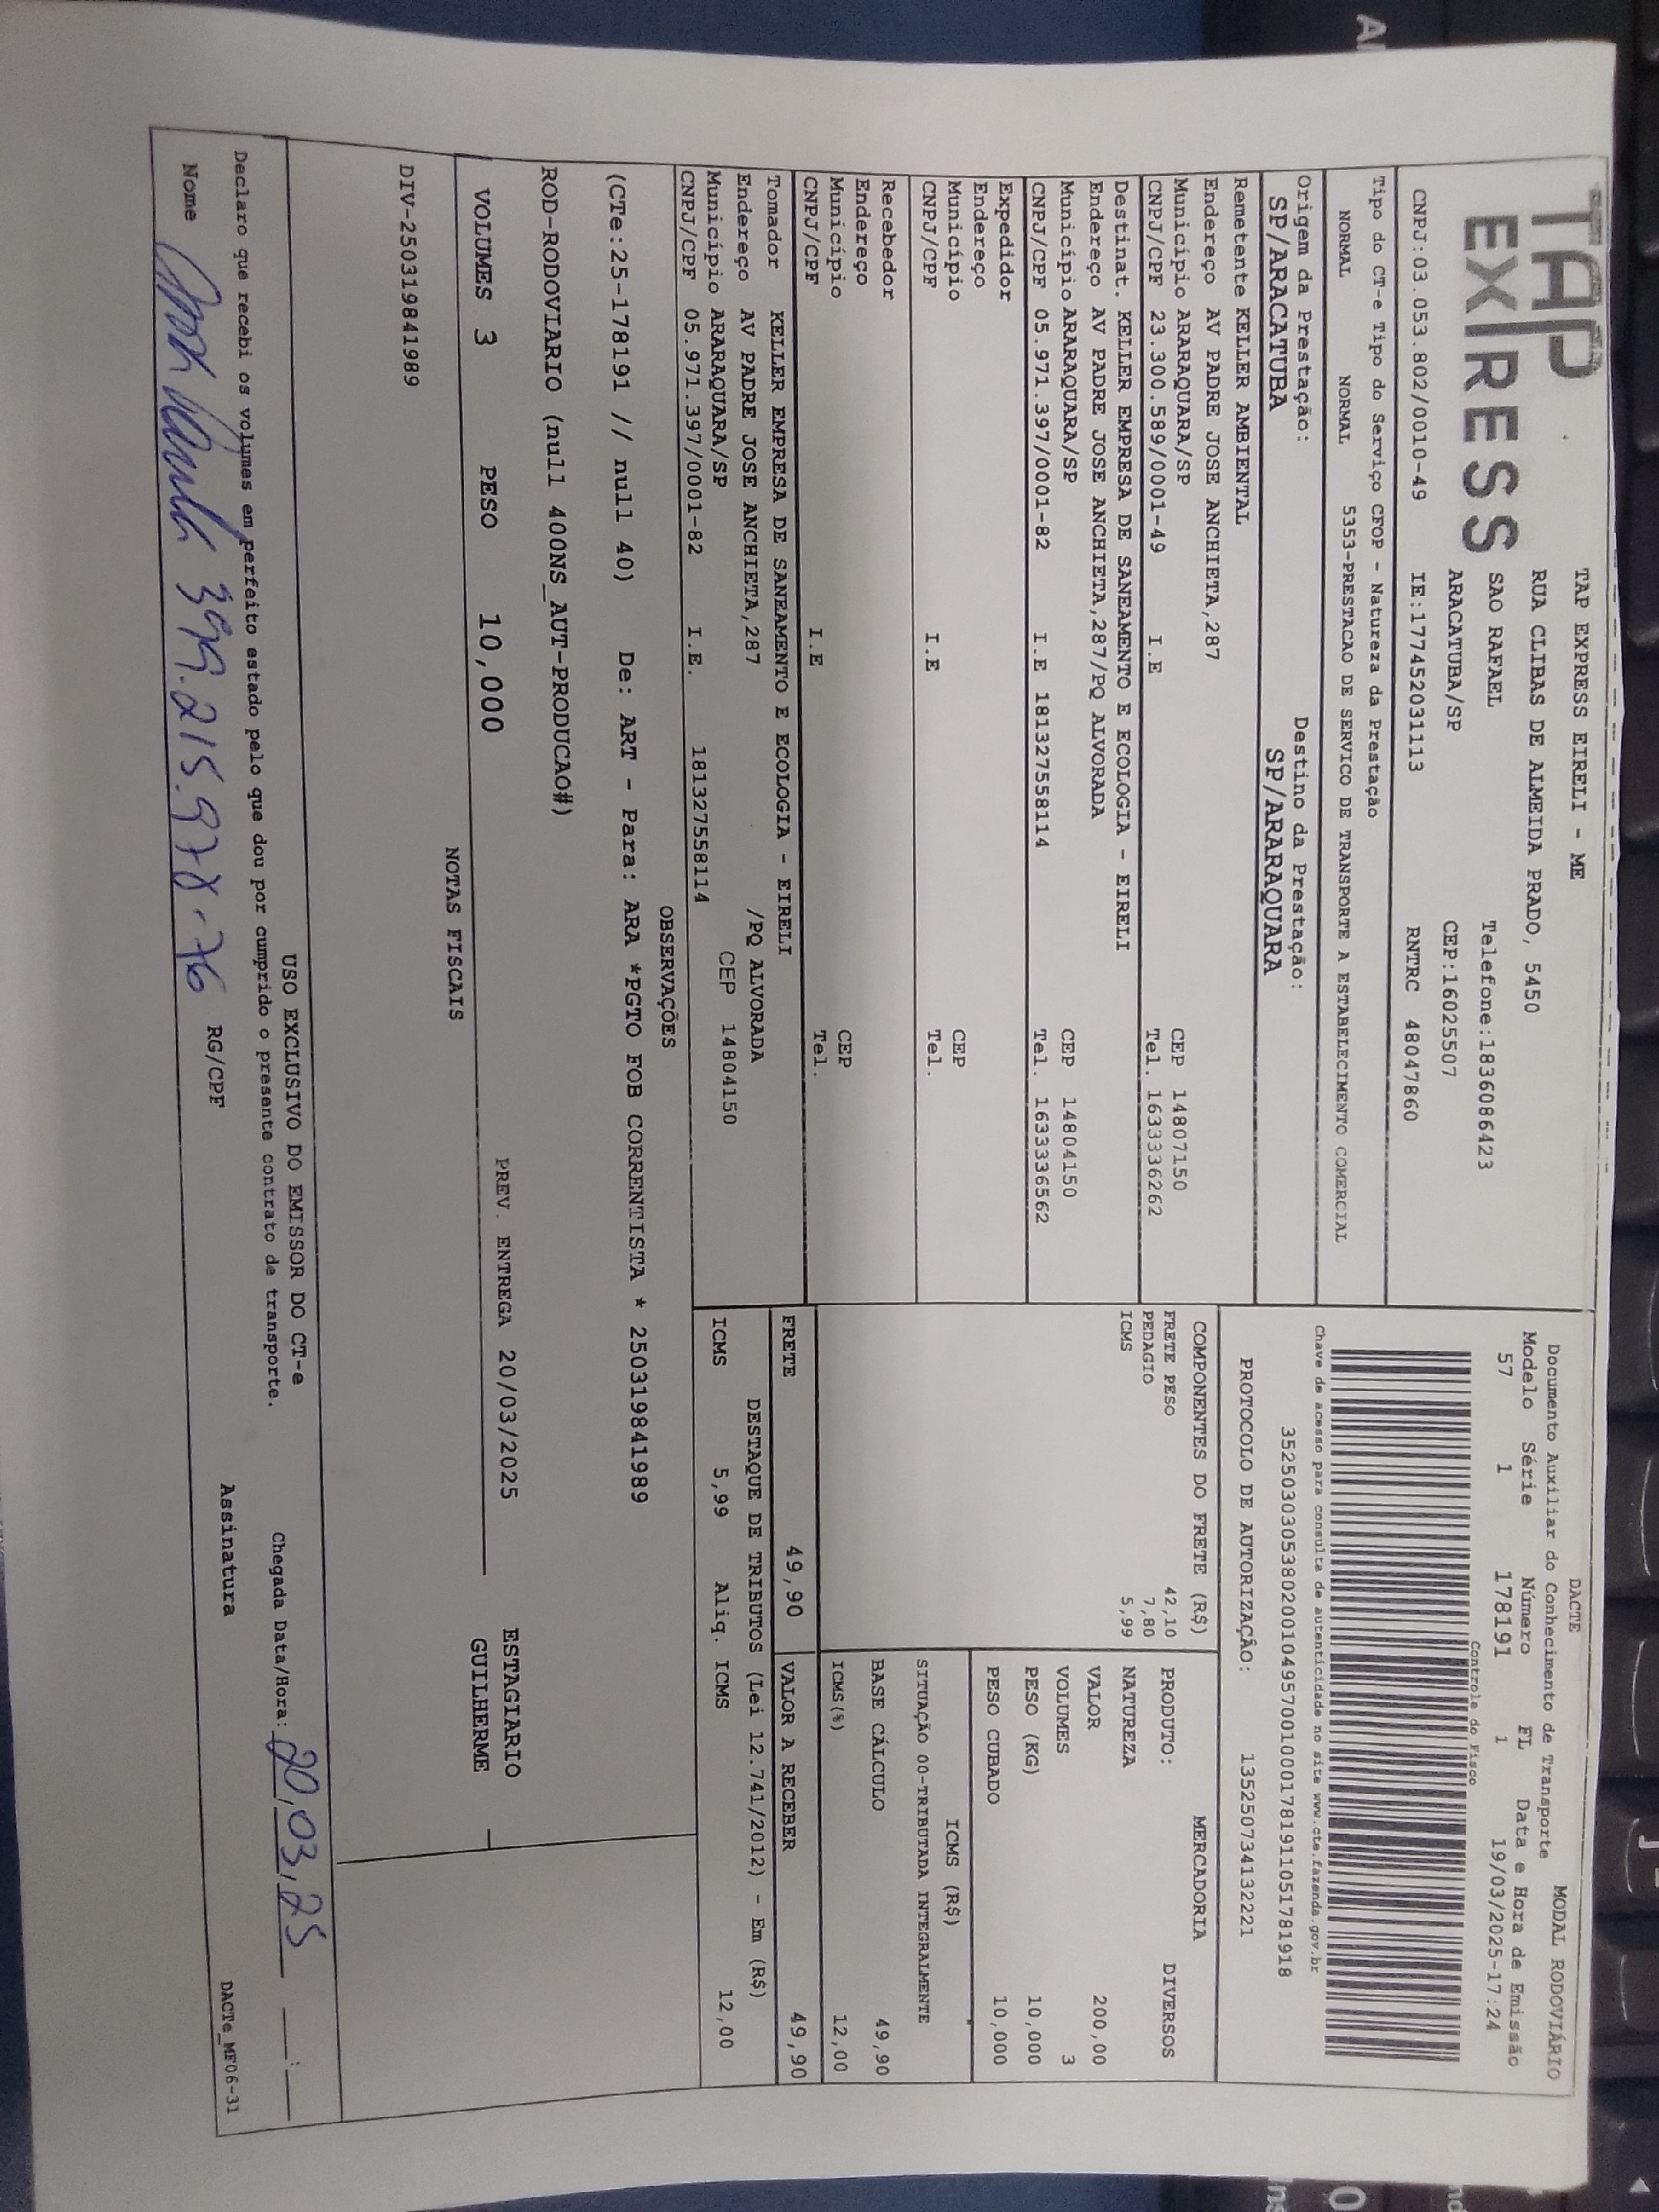 TAP
EXPRESS
TAP EXPRESS EIRELI - ME
RUA CLIBAS DE ALMEIDA PRADO, 5450
SAO RAFAEL Telefone:1836086423
ARACATUBA/SP CEP:16025507
CNPJ:03.053.802/0010-49 IE:177452031113 RNTRC 48047860
DACTE MODAL RODOVIÁRIO
Documento Auxiliar do Conhecimento de Transporte
Modelo Série Número FL Data e Hora de Emissão
57 1 178191 1 19/03/2025-17:24
Controle do Fisco
Chave de acesso para consulta de autenticidade no site www.cte.fazenda.gov.br
35250303053802001049570010001781911051781918
PROTOCOLO DE AUTORIZAÇÃO: 135250734132221
Tipo do CT-e Tipo do Serviço CFOP - Natureza da Prestação
NORMAL NORMAL 5353-PRESTACAO DE SERVICO DE TRANSPORTE A ESTABELECIMENTO COMERCIAL
Origem da Prestação: Destino da Prestação:
SP/ARACATUBA SP/ARARAQUARA
Remetente KELLER AMBIENTAL
Endereço AV PADRE JOSE ANCHIETA,287
Município ARARAQUARA/SP CEP 14807150
CNPJ/CPF 23.300.589/0001-49 I.E Tel. 1633336262
Destinat. KELLER EMPRESA DE SANEAMENTO E ECOLOGIA - EIRELI
Endereço AV PADRE JOSE ANCHIETA,287/PQ ALVORADA
Município ARARAQUARA/SP CEP 14804150
CNPJ/CPF 05.971.397/0001-82 I.E 181327558114 Tel. 1633336562
Expedidor
Endereço
Município CEP
CNPJ/CPF I.E Tel.
Recebedor
Endereço
Município CEP
CNPJ/CPF I.E Tel.
Tomador KELLER EMPRESA DE SANEAMENTO E ECOLOGIA - EIRELI
Endereço AV PADRE JOSE ANCHIETA,287 /PQ ALVORADA
Município ARARAQUARA/SP CEP 14804150
CNPJ/CPF 05.971.397/0001-82 I.E. 181327558114
COMPONENTES DO FRETE (R$)
FRETE PESO 42,10
PEDAGIO 7,80
ICMS 5,99
MERCADORIA
PRODUTO: DIVERSOS
NATUREZA
VALOR 200,00
VOLUMES 3
PESO (KG) 10,000
PESO CUBADO 10,000
ICMS (R$)
SITUAÇÃO 00-TRIBUTADA INTEGRALMENTE
BASE CÁLCULO 49,90
ICMS(%) 12,00
FRETE 49,90 VALOR A RECEBER 49,90
DESTAQUE DE TRIBUTOS (Lei 12.741/2012) - Em (R$)
ICMS 5,99 Aliq. ICMS 12,00
OBSERVAÇÕES
(CTe:25-178191 // null 40) De: ART - Para: ARA *PGTO FOB CORRENTISTA * 250319841989
ROD-RODOVIARIO (null 400NS_AUT-PRODUCAO#)
VOLUMES 3 PESO 10,000 PREV. ENTREGA 20/03/2025 ESTAGIARIO
GUILHERME
NOTAS FISCAIS
DIV-250319841989
USO EXCLUSIVO DO EMISSOR DO CT-e
Declaro que recebi os volumes em perfeito estado pelo que dou por cumprido o presente contrato de transporte. Chegada Data/Hora: 20,03,25 __:__
Nome 399.215.978-76 RG/CPF Assinatura
DACTe_MF06-31